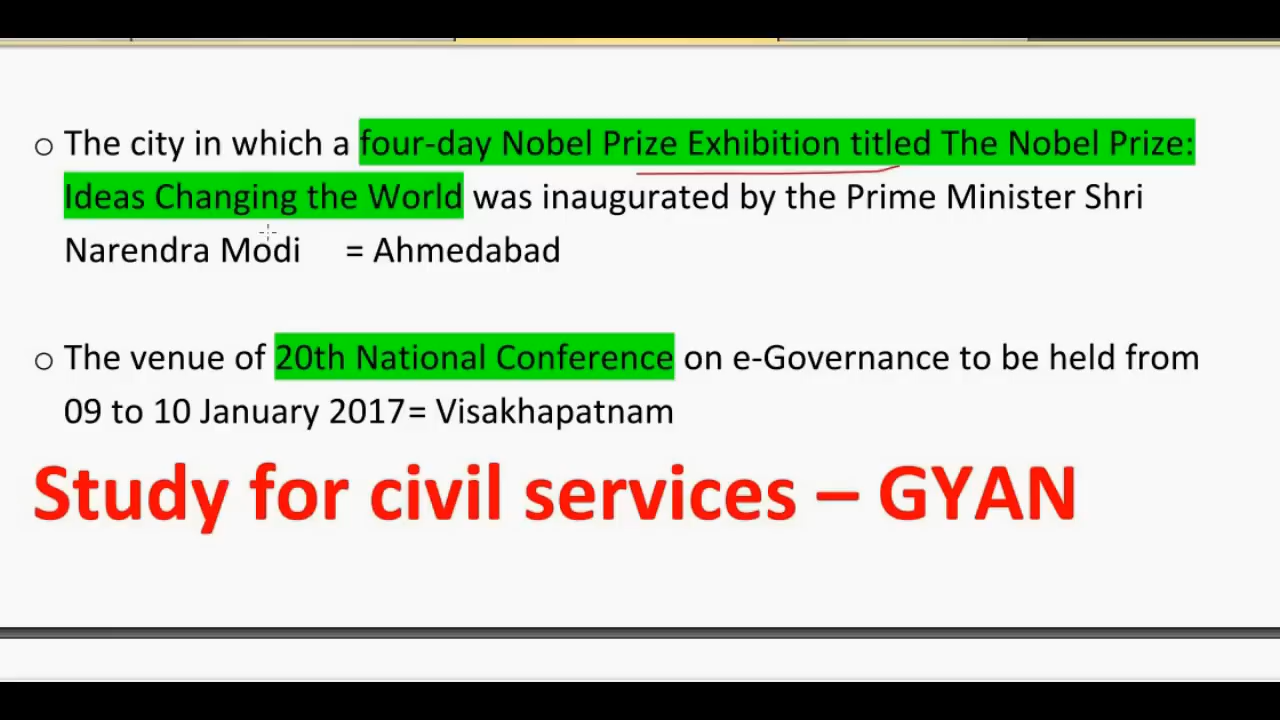 o The city in which a four-day Nobel Prize Exhibition titled The Nobel Prize:
Ideas Changing the World was inaugurated by the Prime Minister Shri
Narendra Modi = Ahmedabad
o The venue of 20th National Conference on e-Governance to be held from
09 to 10 January 2017= Visakhapatnam
Study for civil services – GYAN